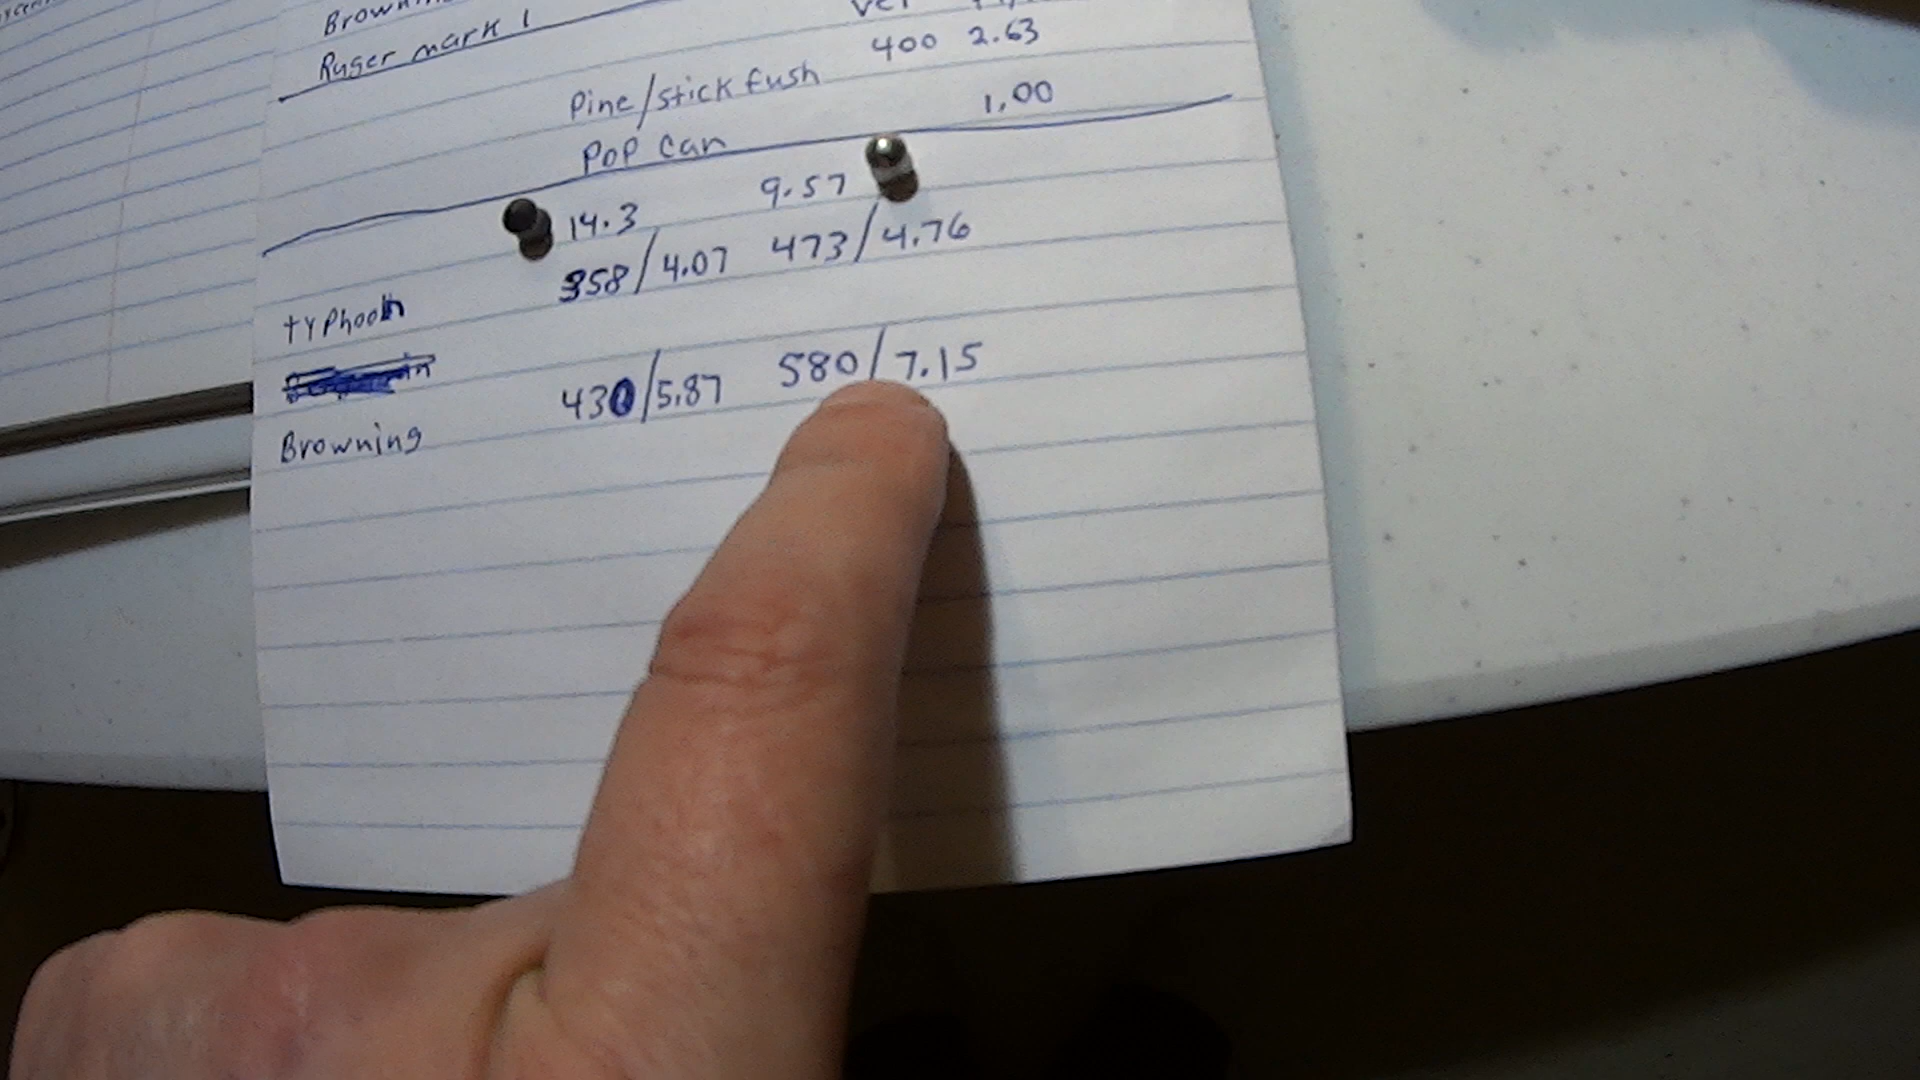 Ruger mark 1
400 2.63
Pine/stick fush
1.00
Pop can
14.3 9.57
Typhoon 358/4.07 473/4.76
Browning 430/5.87 580/7.15